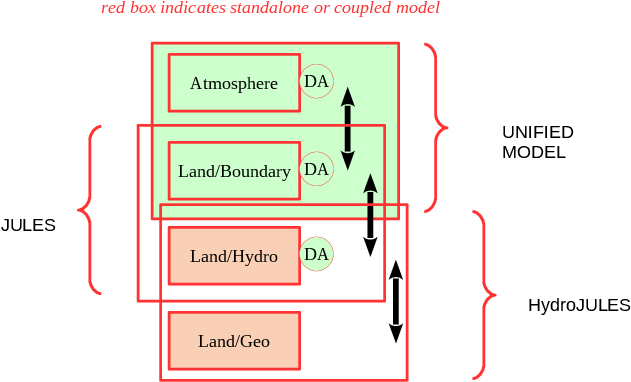 red box indicates standalone or coupled model
Atmosphere
DA
UNIFIED
MODEL
Land/Boundary
DA
JULES
Land/Hydro
DA
HydroJULES
Land/Geo